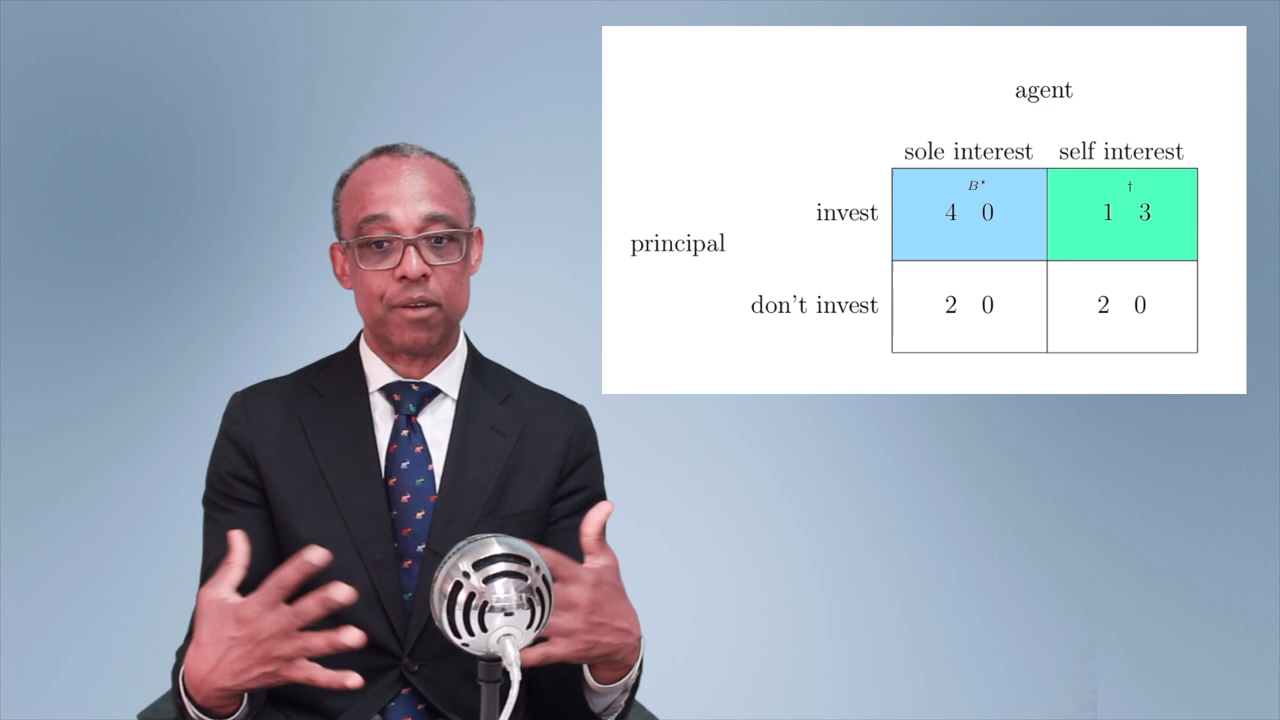 agent
sole interest self interest
B*
†
invest 4 0 1 3
principal
don't invest 2 0 2 0